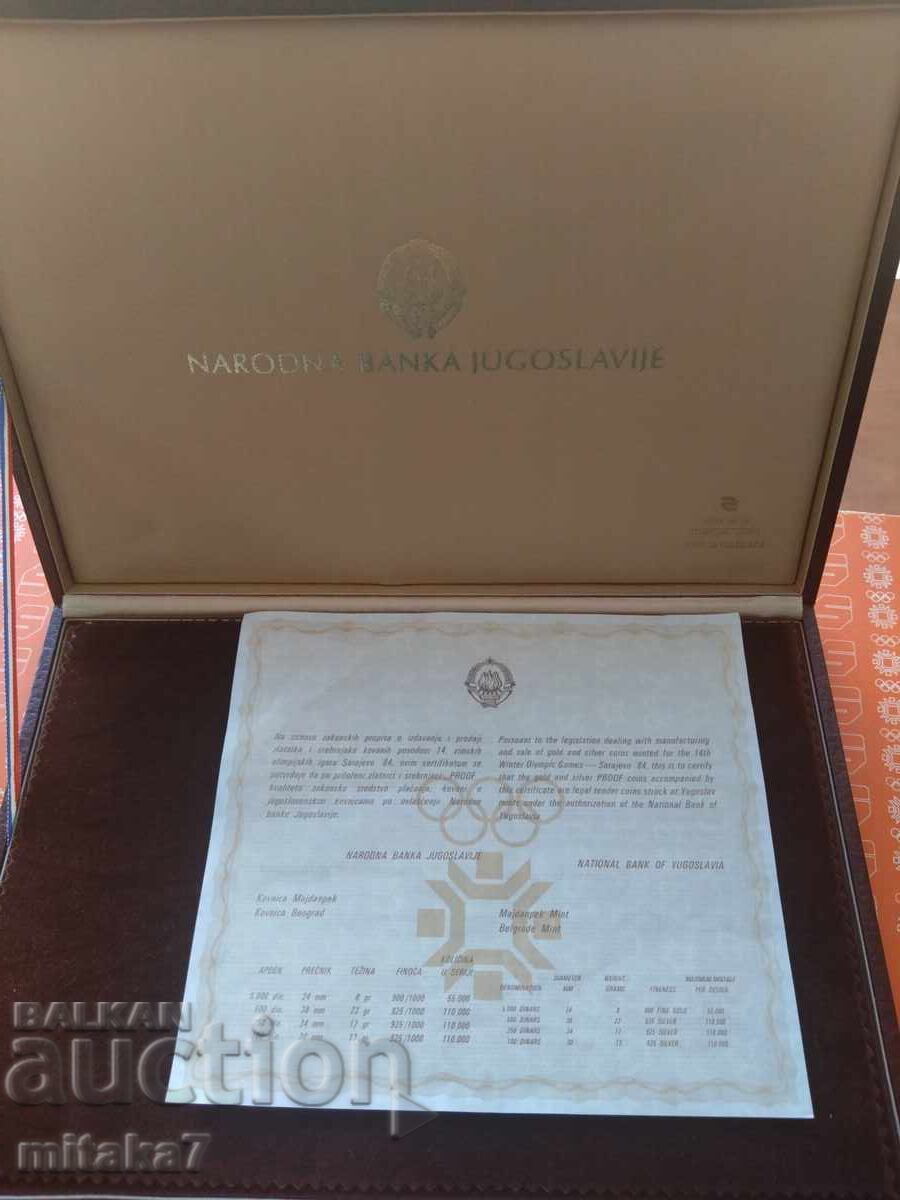 NARODNA BANKA JUGOSLAVIJE
Na osnovu zakonskih propisa o izdavanju i prodaji
zlatnika i srebrnjaka kovanih povodom 14. zimskih
olimpijskih igara Sarajevo '84, ovim sertifikatom se
potvrđuje da su priloženi zlatnici i srebrnjaci PROOF
kvaliteta zakonsko sredstvo plaćanja, kovani u
jugoslovenskim kovnicama po ovlašćenju Narodne
banke Jugoslavije.
NARODNA BANKA JUGOSLAVIJE
Kovnica Majdanpek
Kovnica Beograd
Pursuant to the legislation dealing with manufacturing
and sale of gold and silver coins minted for the 14th
Winter Olympic Games — Sarajevo '84, this is to certify
that the gold and silver PROOF coins accompanied by
this certificate are legal tender coins struck at Yugoslav
mints under the authorization of the National Bank of
Yugoslavia
NATIONAL BANK OF YUGOSLAVIA
Majdanpek Mint
Belgrade Mint
KOLIČINA
APOEN PREČNIK TEŽINA FINOĆA U SERIJI
5.000 din. 24 mm 8 gr 900/1000 55.000
500 din. 38 mm 23 gr 925/1000 110.000
34 mm 17 gr 925/1000 110.000
mm 13 gr 925/1000 110.000
DIAMETER WEIGHT MAXIMUM MINTAGE
DENOMINATION MM GRAMS FINENESS PER DESIGN
5,000 DINARS 24 8 900 FINE GOLD 55,000
500 DINARS 38 23 925 SILVER 110,000
250 DINARS 34 17 925 SILVER 110,000
100 DINARS 30 13 925 SILVER 110,000
BALKAN
auction
mitaka7